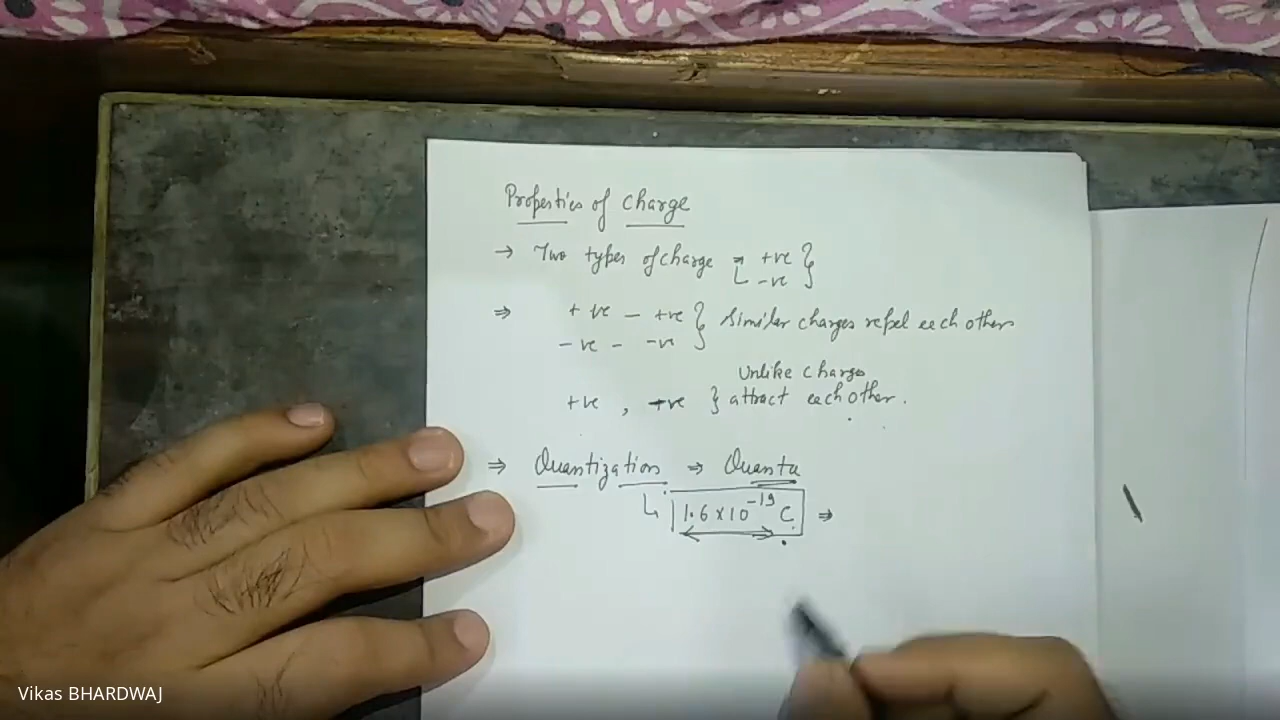 Properties of charge
→ Two types of charge +ve }
-ve
⇒ +ve - +ve } Similar charges repel each others
-ve - -ve
Unlike Charges
+ve , -ve } attract each other.
⇒ Quantization ⇒ Quanta
↳ 1.6 x 10⁻¹⁹ C ⇒
Vikas BHARDWAJ